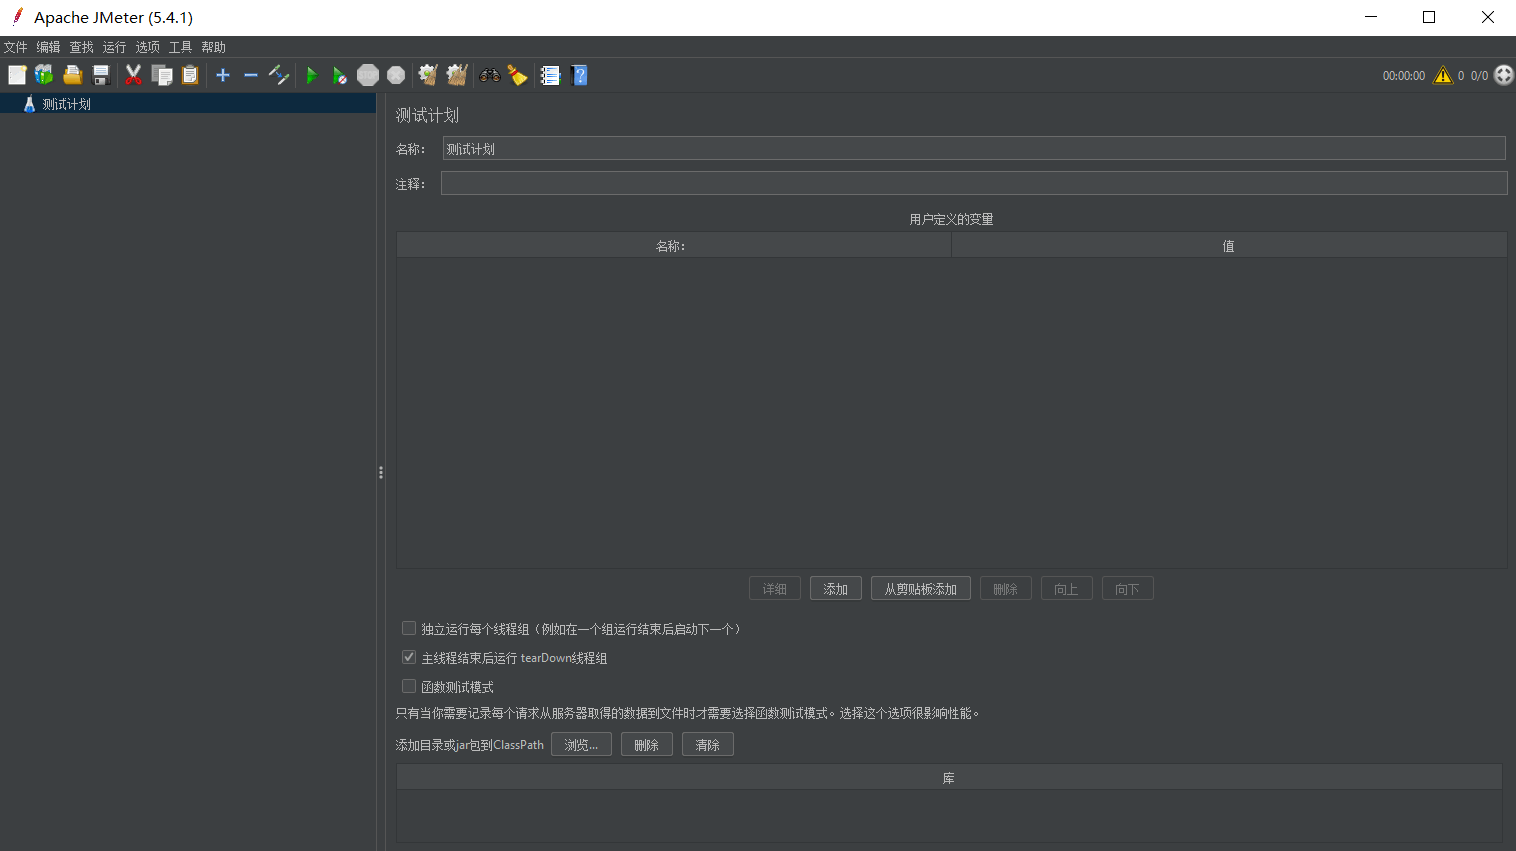 Apache JMeter (5.4.1)
文件 编辑 查找 运行 选项 工具 帮助
STOP
00:00:00 0 0/0
测试计划
测试计划
名称: 测试计划
注释:
用户定义的变量
名称: 值
详细 添加 从剪贴板添加 删除 向上 向下
独立运行每个线程组（例如在一个组运行结束后启动下一个）
主线程结束后运行 tearDown线程组
函数测试模式
只有当你需要记录每个请求从服务器取得的数据到文件时才需要选择函数测试模式。选择这个选项很影响性能。
添加目录或jar包到ClassPath 浏览... 删除 清除
库